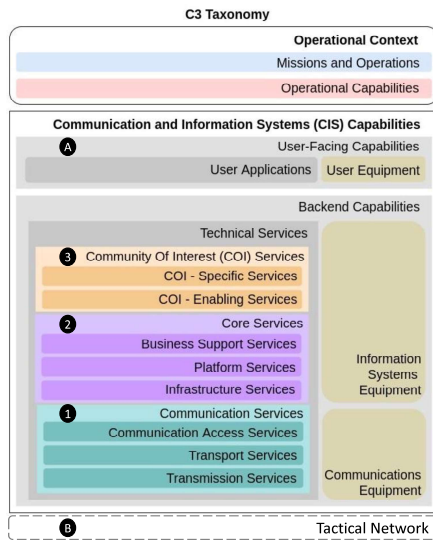 C3 Taxonomy
Operational Context
Missions and Operations
Operational Capabilities
Communication and Information Systems (CIS) Capabilities
A
User-Facing Capabilities
User Applications
User Equipment
Backend Capabilities
Technical Services
3
Community Of Interest (COI) Services
COI - Specific Services
COI - Enabling Services
2
Core Services
Business Support Services
Platform Services
Infrastructure Services
Information
Systems
Equipment
1
Communication Services
Communication Access Services
Transport Services
Transmission Services
Communications
Equipment
B
Tactical Network